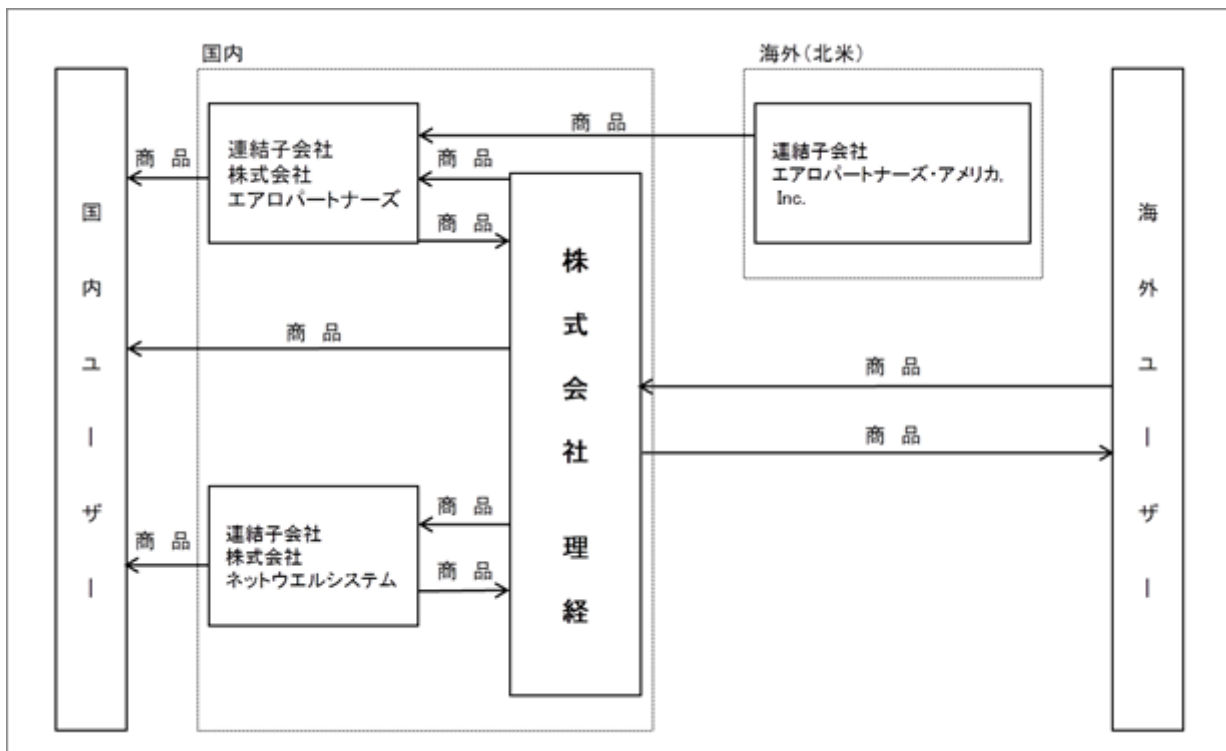 国内
海外(北米)
商 品
連結子会社
株式会社
エアロパートナーズ
商 品
商 品
商 品
連結子会社
エアロパートナーズ・アメリカ,
Inc.
国内ユーザー
株式会社 理経
海外ユーザー
商 品
商 品
商 品
連結子会社
株式会社
ネットウエルシステム
商 品
商 品
商 品